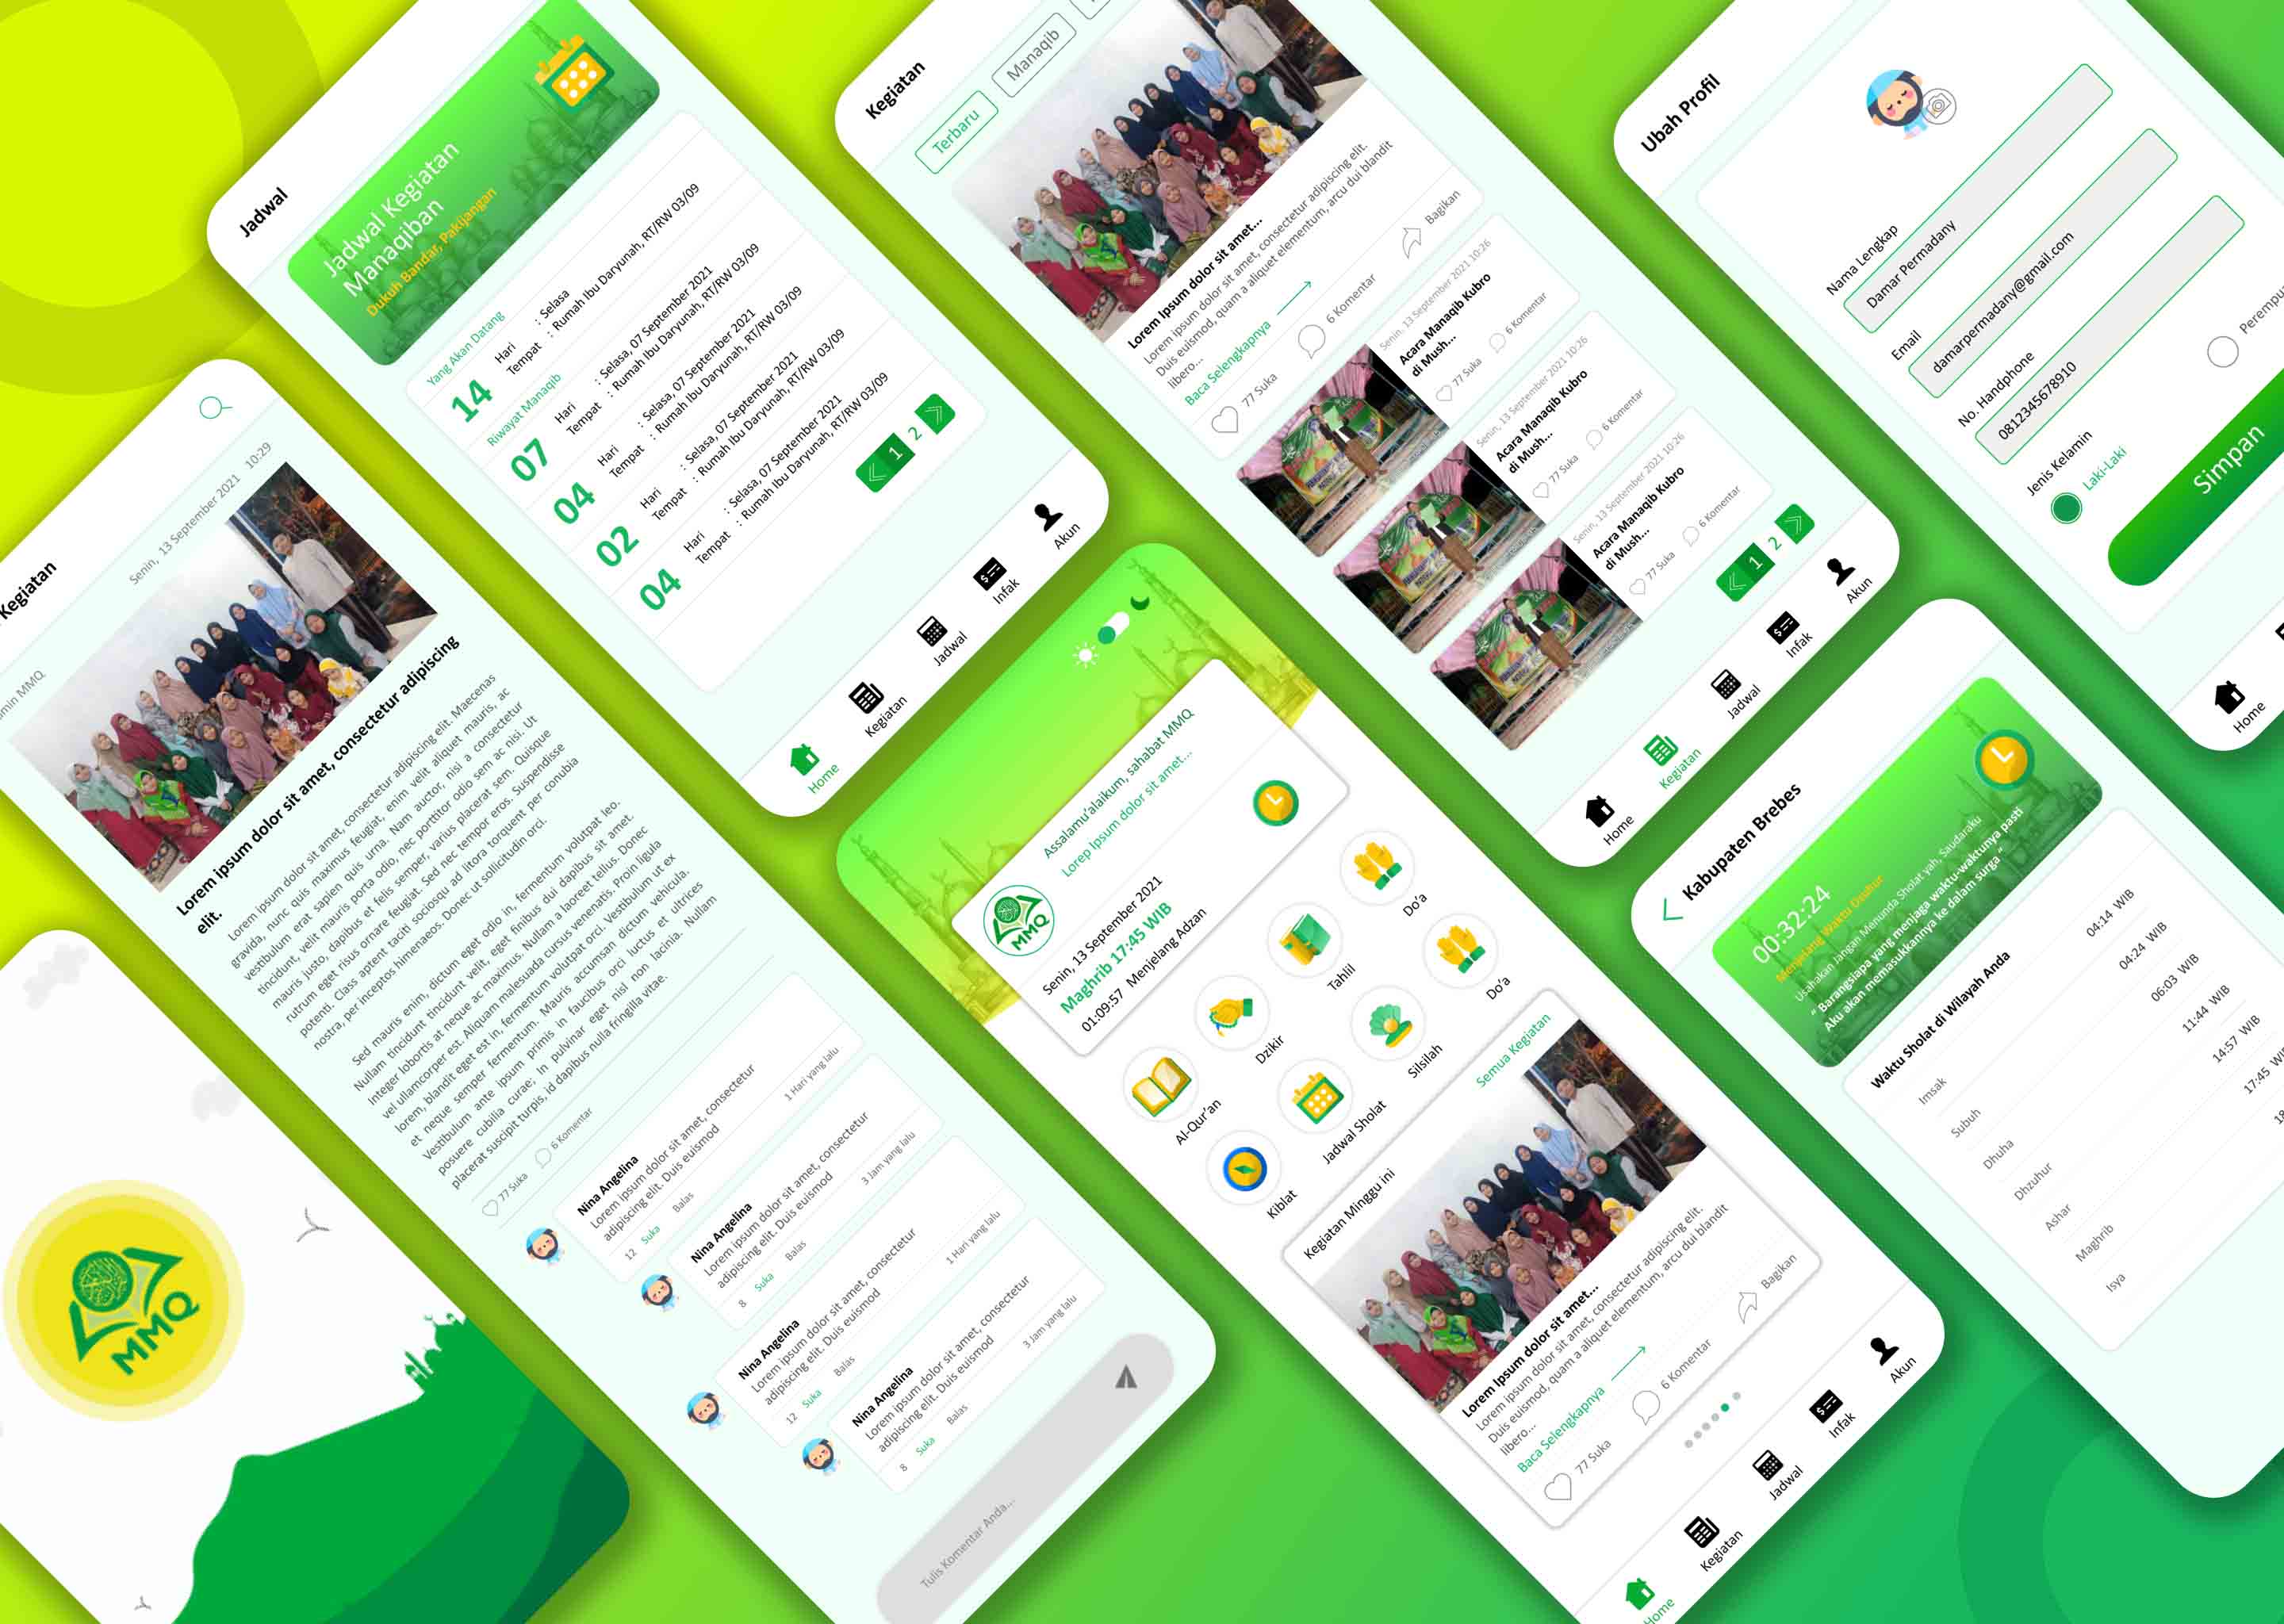 Kegiatan
min MMQ
Senin, 13 September 2021 10:29
Lorem ipsum dolor sit amet, consectetur adipiscing
elit.
Lorem ipsum dolor sit amet, consectetur adipiscing elit. Maecenas
gravida, nunc quis maximus feugiat, enim velit aliquet mauris, ac
vestibulum erat sapien quis urna. Nam auctor, nisi a consectetur
tincidunt, velit mauris porta odio, nec porttitor odio sem ac nisi. Ut
mauris justo, dapibus et felis semper, varius placerat sem. Quisque
rutrum eget risus ornare feugiat. Sed nec tempor eros. Suspendisse
potenti. Class aptent taciti sociosqu ad litora torquent per conubia
nostra, per inceptos himenaeos. Donec ut sollicitudin orci.
Sed mauris enim, dictum eget odio in, fermentum volutpat leo.
Nullam tincidunt tincidunt velit, eget finibus dui dapibus sit amet.
Integer lobortis at neque ac maximus. Nullam a laoreet tellus. Donec
vel ullamcorper est. Aliquam malesuada cursus venenatis. Proin ligula
lorem, blandit eget est in, fermentum volutpat orci. Vestibulum ut ex
et neque semper fermentum. Mauris accumsan dictum vehicula.
Vestibulum ante ipsum primis in faucibus orci luctus et ultrices
posuere cubilia curae; In pulvinar eget nisl non lacinia. Nullam
placerat suscipit turpis, id dapibus nulla fringilla vitae.
77 Suka 6 Komentar
Nina Angelina
Lorem ipsum dolor sit amet, consectetur
adipiscing elit. Duis euismod
12 Suka Balas 1 Hari yang lalu
Nina Angelina
Lorem ipsum dolor sit amet, consectetur
adipiscing elit. Duis euismod
8 Suka Balas 3 Jam yang lalu
Nina Angelina
Lorem ipsum dolor sit amet, consectetur
adipiscing elit. Duis euismod
12 Suka Balas 1 Hari yang lalu
Nina Angelina
Lorem ipsum dolor sit amet, consectetur
adipiscing elit. Duis euismod
8 Suka Balas 3 Jam yang lalu
Tulis Komentar Anda...
MMQ
Jadwal
Jadwal Kegiatan
Manaqiban
Dukuh Bandar, Pakijangan
Yang Akan Datang
14
Hari : Selasa
Tempat : Rumah Ibu Daryunah, RT/RW 03/09
Riwayat Manaqib
07
Hari : Selasa, 07 September 2021
Tempat : Rumah Ibu Daryunah, RT/RW 03/09
04
Hari : Selasa, 07 September 2021
Tempat : Rumah Ibu Daryunah, RT/RW 03/09
02
Hari : Selasa, 07 September 2021
Tempat : Rumah Ibu Daryunah, RT/RW 03/09
04
Hari : Selasa, 07 September 2021
Tempat : Rumah Ibu Daryunah, RT/RW 03/09
1 2
Home Kegiatan Jadwal Infak Akun
Kegiatan
Terbaru Manaqib
Lorem Ipsum dolor sit amet...
Lorem ipsum dolor sit amet, consectetur adipiscing elit.
Duis euismod, quam a aliquet elementum, arcu dui blandit
libero...
Baca Selengkapnya
77 Suka 6 Komentar Bagikan
Senin, 13 September 2021 10:26
Acara Manaqib Kubro
di Mush...
77 Suka 6 Komentar
Senin, 13 September 2021 10:26
Acara Manaqib Kubro
di Mush...
77 Suka 6 Komentar
Senin, 13 September 2021 10:26
Acara Manaqib Kubro
di Mush...
77 Suka 6 Komentar
1 2
Home Kegiatan Jadwal Infak Akun
Assalamu'alaikum, sahabat MMQ
Lorep Ipsum dolor sit amet...
MMQ
Senin, 13 September 2021
Maghrib 17:45 WIB
01:09:57 Menjelang Adzan
Al-Qur'an Dzikir Tahlil Do'a
Kiblat Jadwal Sholat Silsilah Do'a
Kegiatan Minggu ini Semua Kegiatan
Lorem Ipsum dolor sit amet...
Lorem ipsum dolor sit amet, consectetur adipiscing elit.
Duis euismod, quam a aliquet elementum, arcu dui blandit
libero...
Baca Selengkapnya
77 Suka 6 Komentar Bagikan
Home Kegiatan Jadwal Infak Akun
Ubah Profil
Nama Lengkap
Damar Permadany
Email
damarpermadany@gmail.com
No. Handphone
0812345678910
Jenis Kelamin
Laki-Laki Perempu
Simpan
Home
Kabupaten Brebes
00:32:24
Menjelang Waktu Dzuhur
Usahakan Jangan Menunda Sholat yah, Saudaraku
" Barangsiapa yang menjaga waktu-waktunya pasti
Aku akan memasukkannya ke dalam surga "
Waktu Sholat di Wilayah Anda
Imsak 04:14 WIB
Subuh 04:24 WIB
Dhuha 06:03 WIB
Dhzuhur 11:44 WIB
Ashar 14:57 WIB
Maghrib 17:45 WI
Isya 18